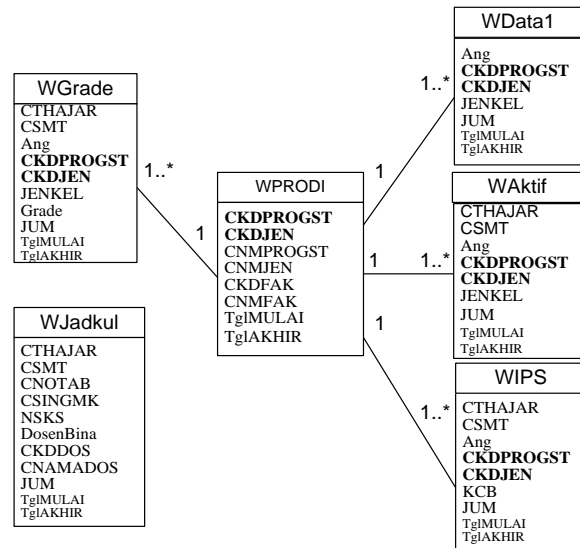 WGrade
CTHAJAR
CSMT
Ang
CKDPROGST
CKDJEN
JENKEL
Grade
JUM
TglMULAI
TglAKHIR
1..*
1
WJadkul
CTHAJAR
CSMT
CNOTAB
CSINGMK
NSKS
DosenBina
CKDDOS
CNAMADOS
JUM
TglMULAI
TglAKHIR
WPRODI
CKDPROGST
CKDJEN
CNMPROGST
CNMJEN
CKDFAK
CNMFAK
TglMULAI
TglAKHIR
1
1..*
WData1
Ang
CKDPROGST
CKDJEN
JENKEL
JUM
TglMULAI
TglAKHIR
1
1..*
WAktif
CTHAJAR
CSMT
Ang
CKDPROGST
CKDJEN
JENKEL
JUM
TglMULAI
TglAKHIR
1
1..*
WIPS
CTHAJAR
CSMT
Ang
CKDPROGST
CKDJEN
KCB
JUM
TglMULAI
TglAKHIR